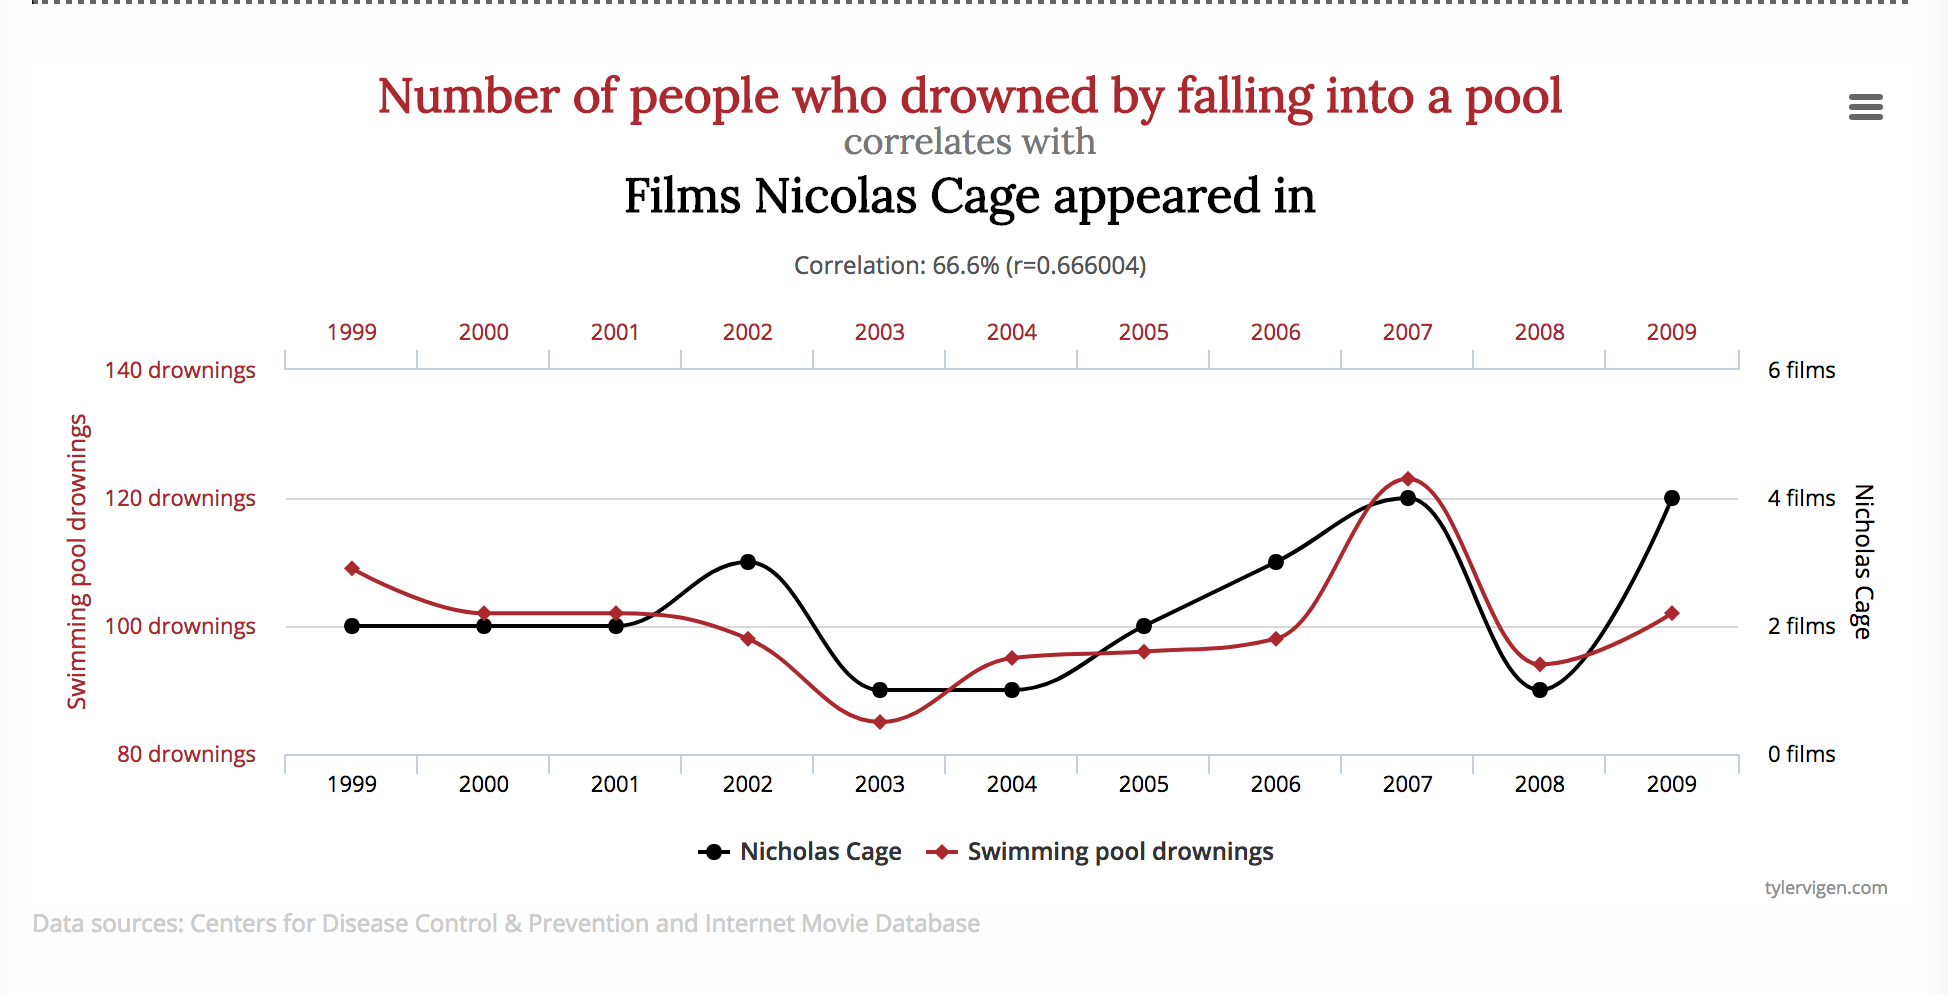 Number of people who drowned by falling into a pool
correlates with
Films Nicolas Cage appeared in
Correlation: 66.6% (r=0.666004)
1999 2000 2001 2002 2003 2004 2005 2006 2007 2008 2009
140 drownings 6 films
120 drownings 4 films
100 drownings 2 films
80 drownings 0 films
Swimming pool drownings
Nicholas Cage
1999 2000 2001 2002 2003 2004 2005 2006 2007 2008 2009
Nicholas Cage Swimming pool drownings
tylervigen.com
Data sources: Centers for Disease Control & Prevention and Internet Movie Database